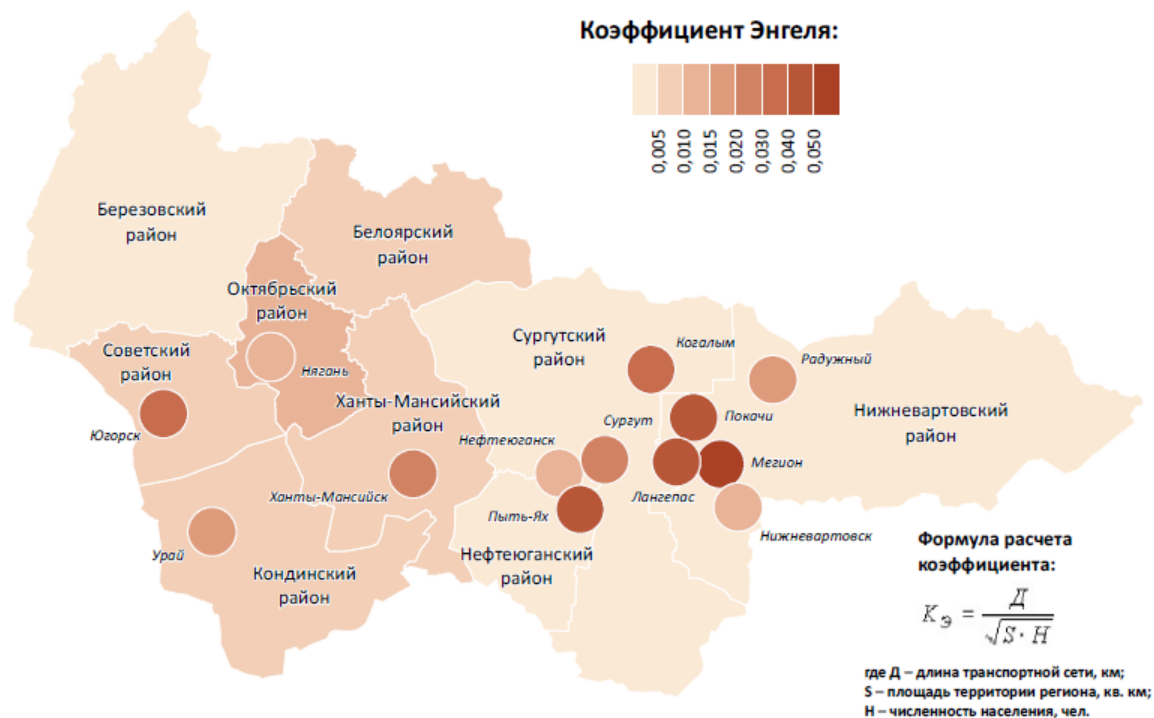 Коэффициент Энгеля:
0,005
0,010
0,015
0,020
0,030
0,040
0,050
Березовский
район
Белоярский
район
Октябрьский
район
Нягань
Советский
район
Югорск
Ханты-Мансийский
район
Ханты-Мансийск
Урай
Кондинский
район
Сургутский
район
Когалым
Радужный
Нижневартовский
район
Сургут
Покачи
Нефтеюганск
Мегион
Лангепас
Пыть-Ях
Нижневартовск
Нефтеюганский
район
Формула расчета
коэффициента:
K_Э = Д / √S · H
где Д – длина транспортной сети, км;
S – площадь территории региона, кв. км;
Н – численность населения, чел.